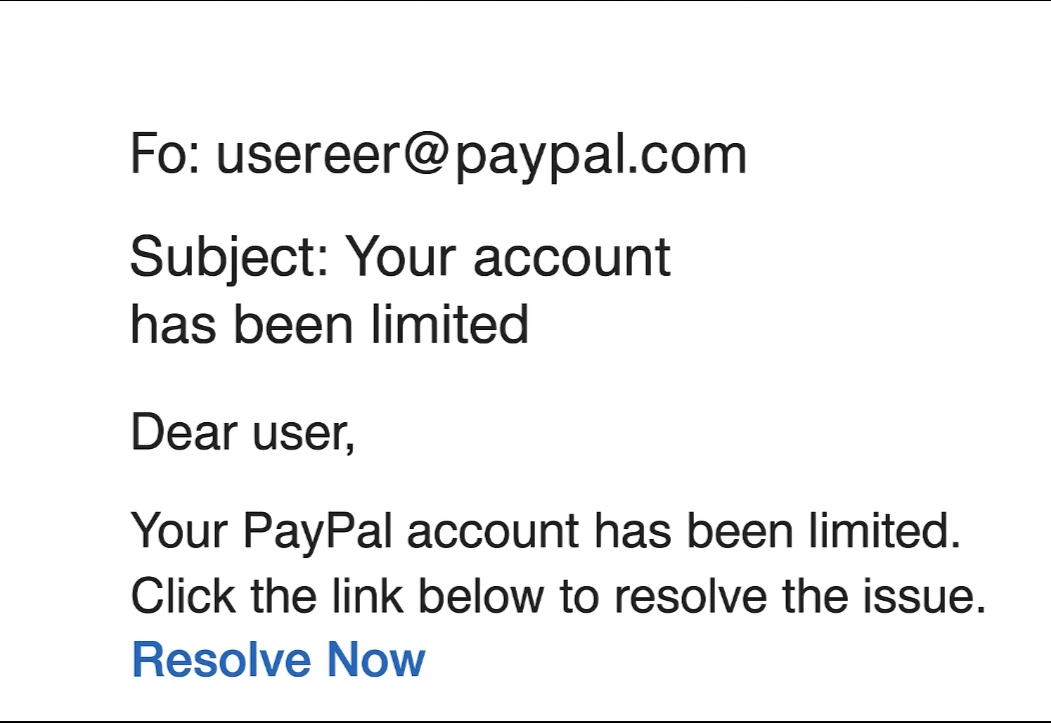 Fo: usereer@paypal.com
Subject: Your account
has been limited
Dear user,
Your PayPal account has been limited.
Click the link below to resolve the issue.
Resolve Now